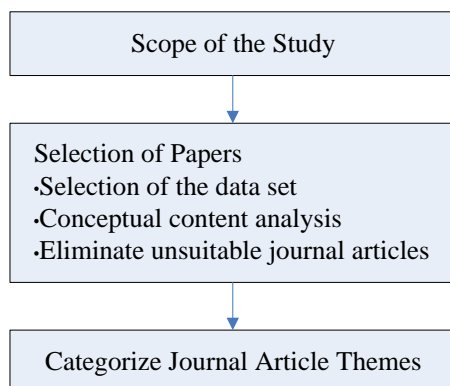 Scope of the Study
Selection of Papers
·Selection of the data set
·Conceptual content analysis
·Eliminate unsuitable journal articles
Categorize Journal Article Themes